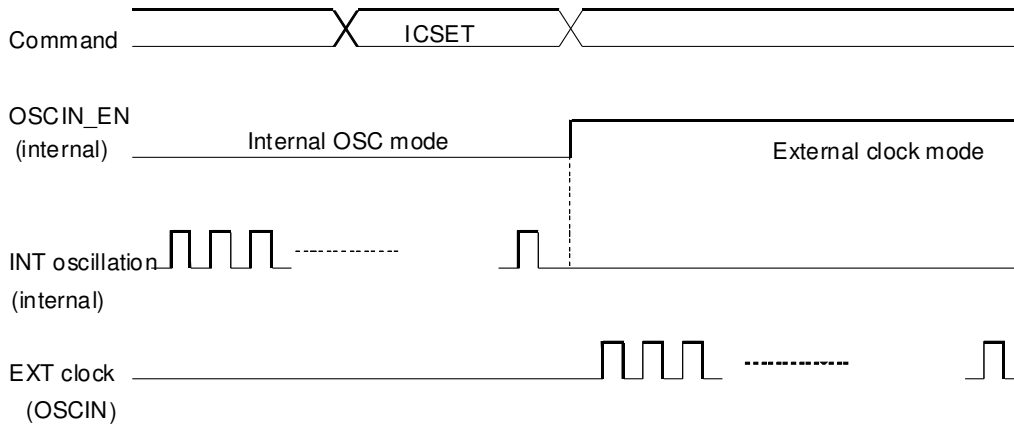 Command
ICSET
OSCIN_EN
(internal)
Internal OSC mode
External clock mode
INT oscillation
(internal)
EXT clock
(OSCIN)